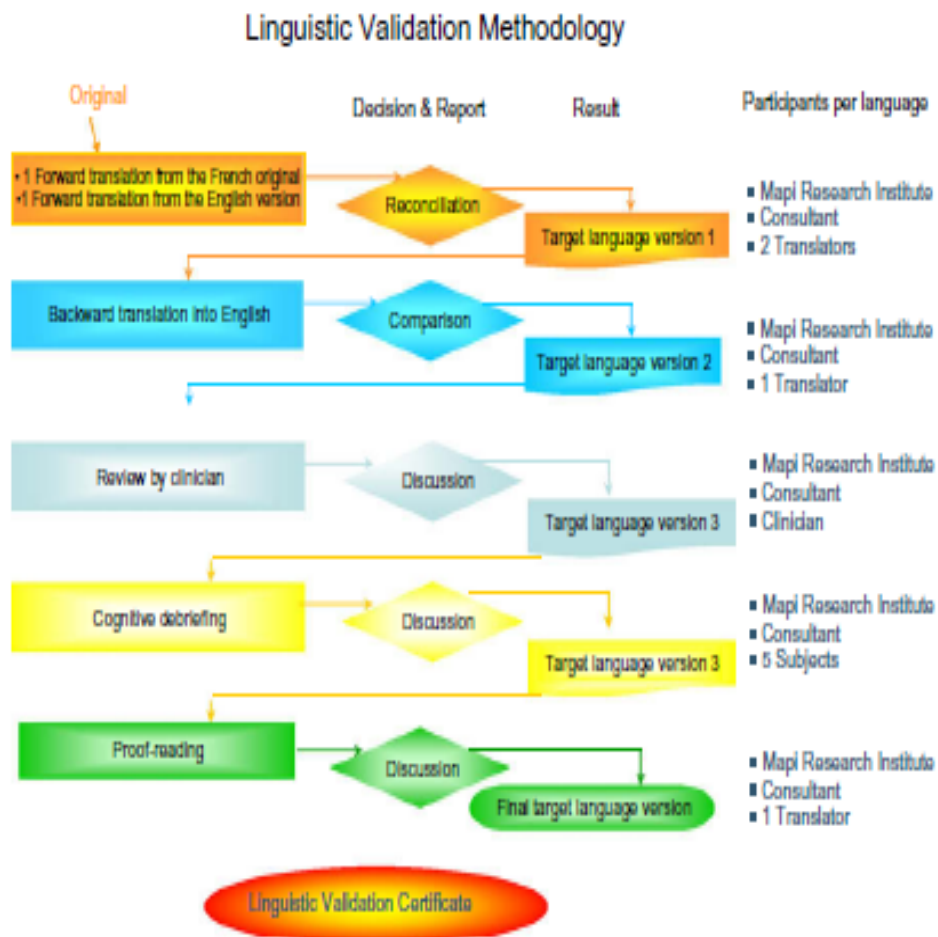 Linguistic Validation Methodology
Original
Decision & Report
Result
Participants per language
• 1 Forward translation from the French original
•1 Forward translation from the English version
Reconciliation
Target language version 1
▪ Mapi Research Institute
▪ Consultant
▪ 2 Translators
Backward translation into English
Comparison
Target language version 2
▪ Mapi Research Institute
▪ Consultant
▪ 1 Translator
Review by clinician
Discussion
Target language version 3
▪ Mapi Research Institute
▪ Consultant
▪ Clinician
Cognitive debriefing
Discussion
Target language version 3
▪ Mapi Research Institute
▪ Consultant
▪ 5 Subjects
Proof-reading
Discussion
Final target language version
▪ Mapi Research Institute
▪ Consultant
▪ 1 Translator
Linguistic Validation Certificate